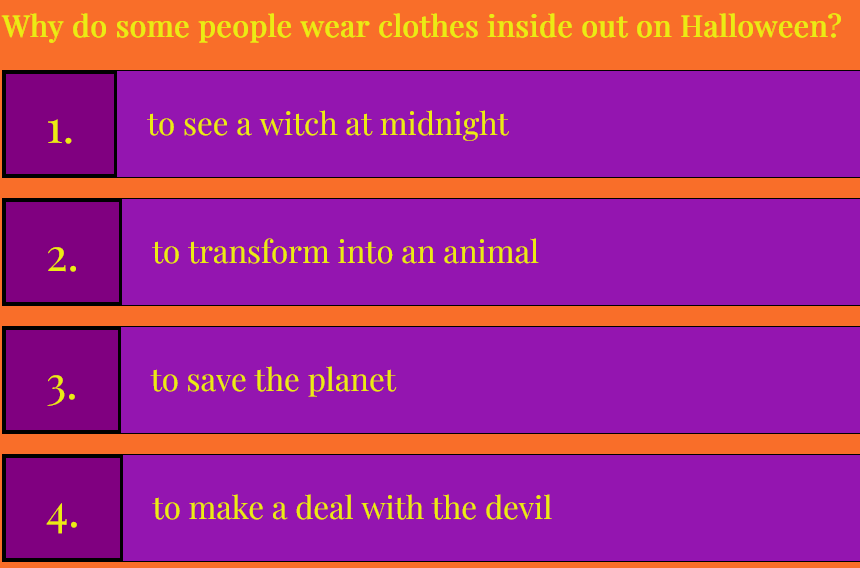 Why do some people wear clothes inside out on Halloween?
1. to see a witch at midnight
2. to transform into an animal
3. to save the planet
4. to make a deal with the devil